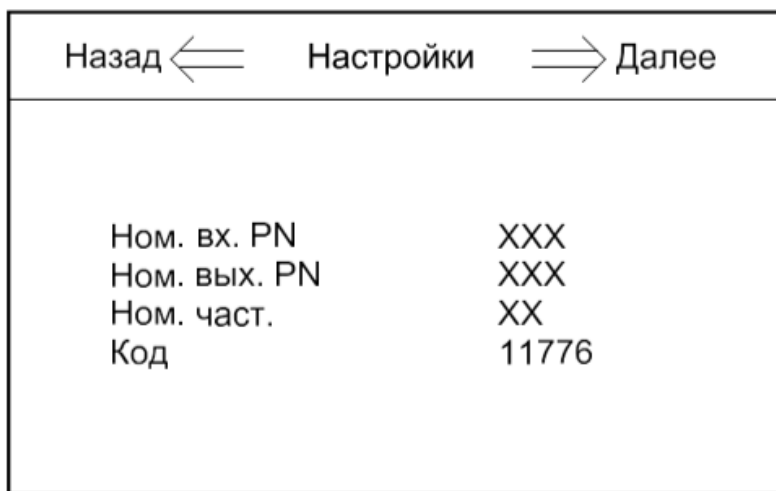 Назад Настройки Далее
Ном. вх. PN XXX
Ном. вых. PN XXX
Ном. част. XX
Код 11776